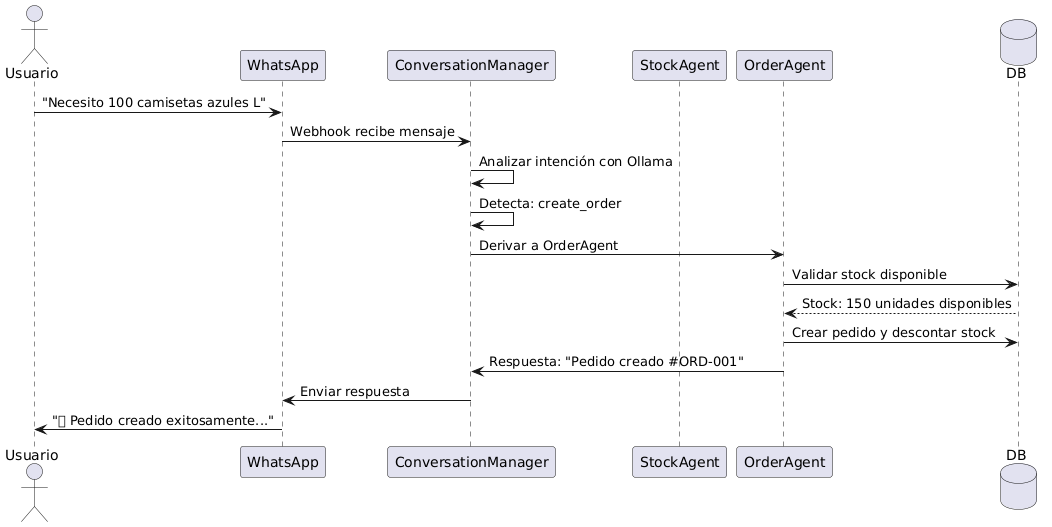 Usuario
WhatsApp
ConversationManager
StockAgent
OrderAgent
DB
"Necesito 100 camisetas azules L"
Webhook recibe mensaje
Analizar intención con Ollama
Detecta: create_order
Derivar a OrderAgent
Validar stock disponible
Stock: 150 unidades disponibles
Crear pedido y descontar stock
Respuesta: "Pedido creado #ORD-001"
Enviar respuesta
"▯ Pedido creado exitosamente..."
Usuario
WhatsApp
ConversationManager
StockAgent
OrderAgent
DB